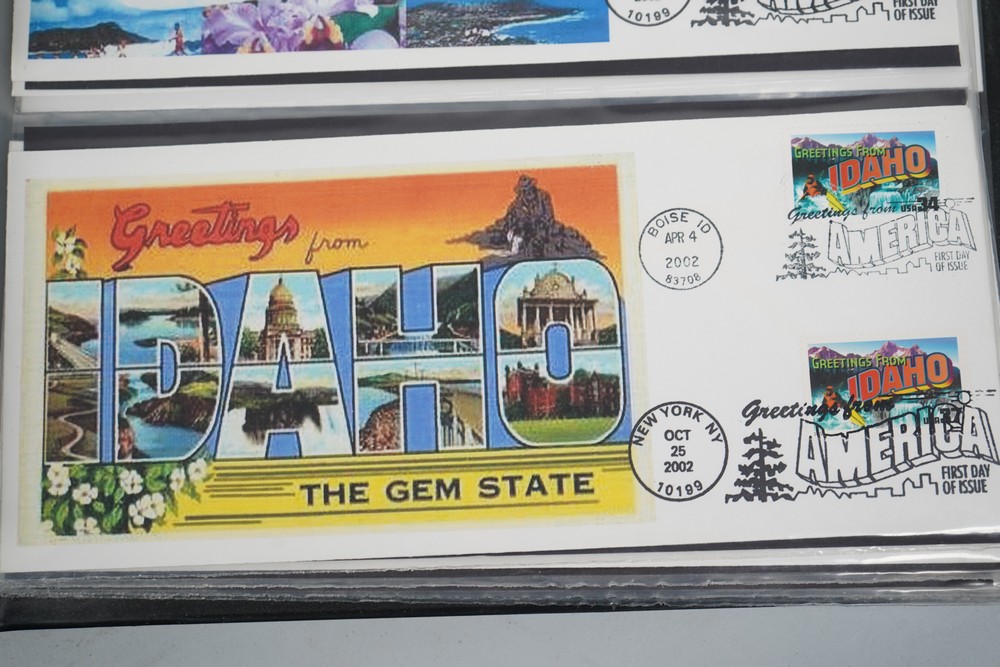 10199
FIRST DAY
OF ISSUE
Greetings from
IDAHO
THE GEM STATE
BOISE ID
APR 4
2002
83708
GREETINGS FROM
IDAHO
USA 34
Greetings from
AMERICA
FIRST DAY
OF ISSUE
NEW YORK NY
OCT
25
2002
10199
GREETINGS FROM
IDAHO
USA 37
Greetings from
AMERICA
FIRST DAY
OF ISSUE